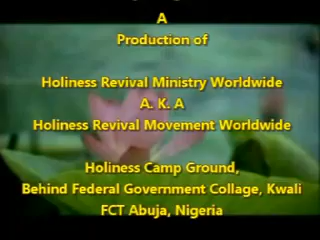 A
Production of
Holiness Revival Ministry Worldwide
A. K. A
Holiness Revival Movement Worldwide
Holiness Camp Ground,
Behind Federal Government Collage, Kwali
FCT Abuja, Nigeria